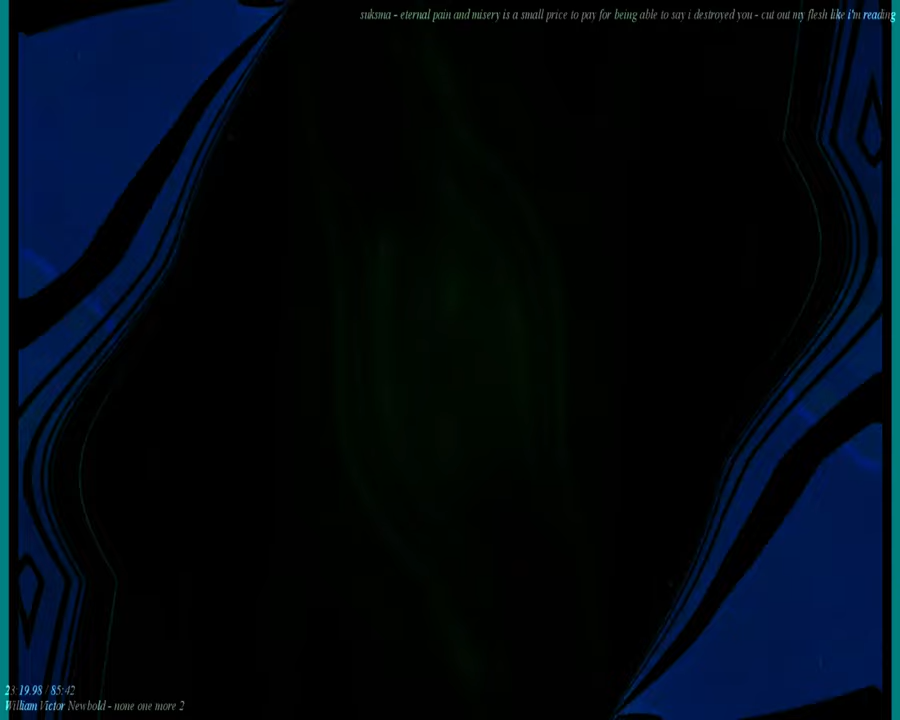 suksma - eternal pain and misery is a small price to pay for being able to say i destroyed you - cut out my flesh like i'm reading
23:19.98 / 85:42
William Victor Newbold - none one more 2